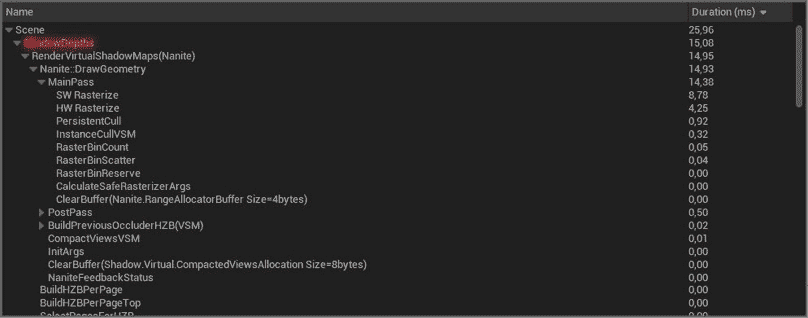 Name Duration (ms)
Scene 25,96
15,08
RenderVirtualShadowMaps(Nanite) 14,95
Nanite::DrawGeometry 14,93
MainPass 14,38
SW Rasterize 8,78
HW Rasterize 4,25
PersistentCull 0,92
InstanceCullVSM 0,32
RasterBinCount 0,05
RasterBinScatter 0,04
RasterBinReserve 0,00
CalculateSafeRasterizerArgs 0,00
ClearBuffer(Nanite.RangeAllocatorBuffer Size=4bytes) 0,00
PostPass 0,50
BuildPreviousOccluderHZB(VSM) 0,02
CompactViewsVSM 0,01
InitArgs 0,00
ClearBuffer(Shadow.Virtual.CompactedViewsAllocation Size=8bytes) 0,00
NaniteFeedbackStatus 0,00
BuildHZBPerPage 0,00
BuildHZBPerPageTop 0,00
SelectPagesForHZB 0,00